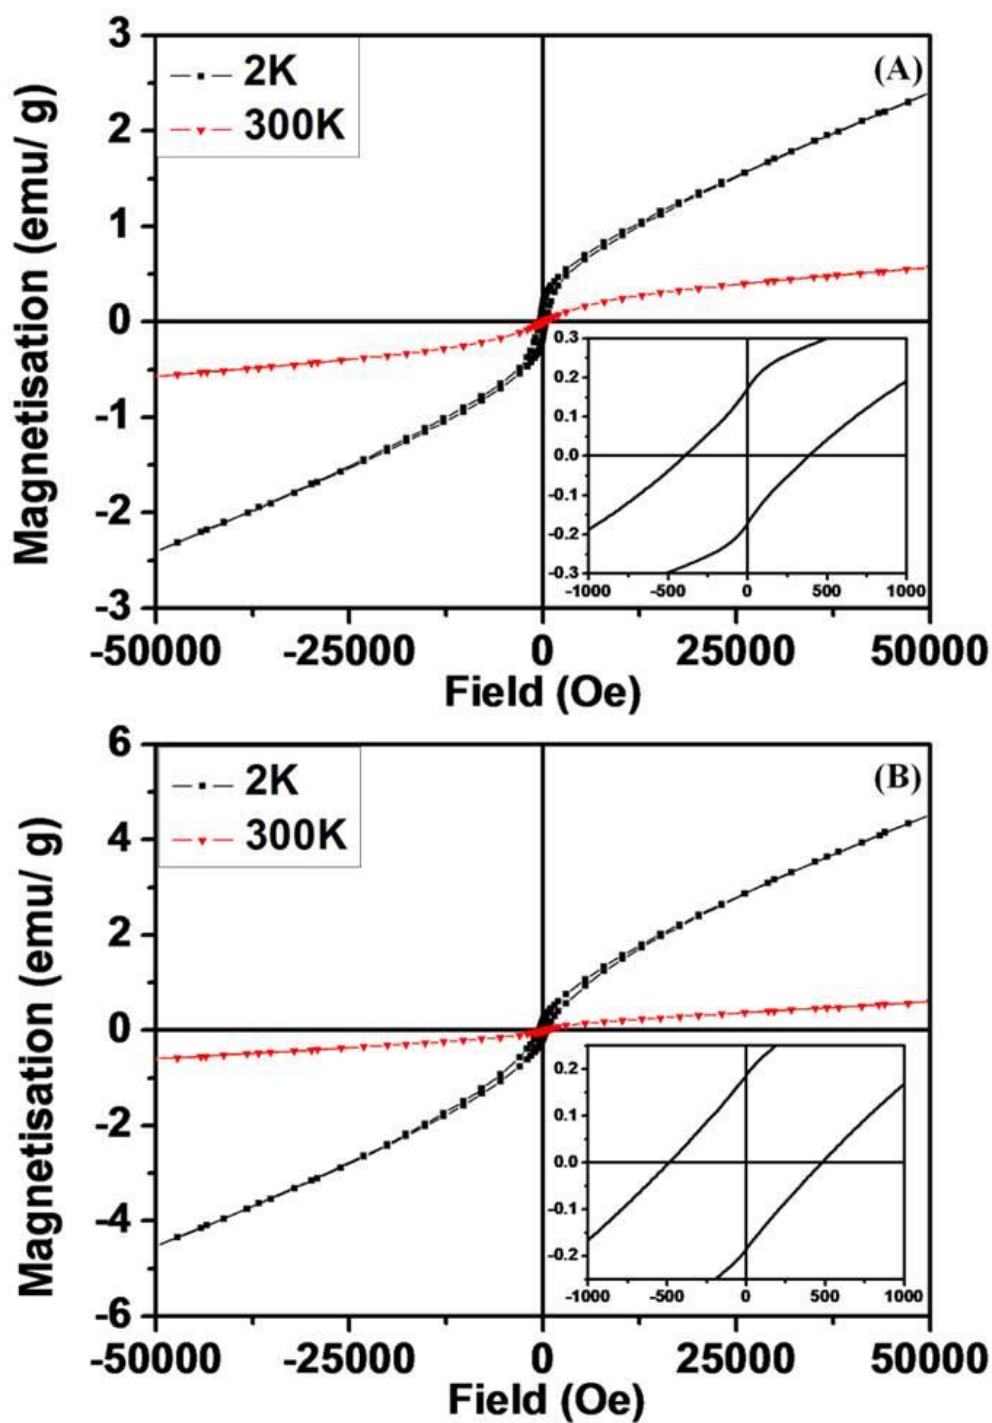 3
2K
300K
(A)
2
1
0
-1
-2
-3
Magnetisation (emu/ g)
0.3
0.2
0.1
0.0
-0.1
-0.2
-0.3
-1000 -500 0 500 1000
-50000 -25000 0 25000 50000
Field (Oe)
6
2K
300K
(B)
4
2
0
-2
-4
-6
Magnetisation (emu/ g)
0.2
0.1
0.0
-0.1
-0.2
-1000 -500 0 500 1000
-50000 -25000 0 25000 50000
Field (Oe)